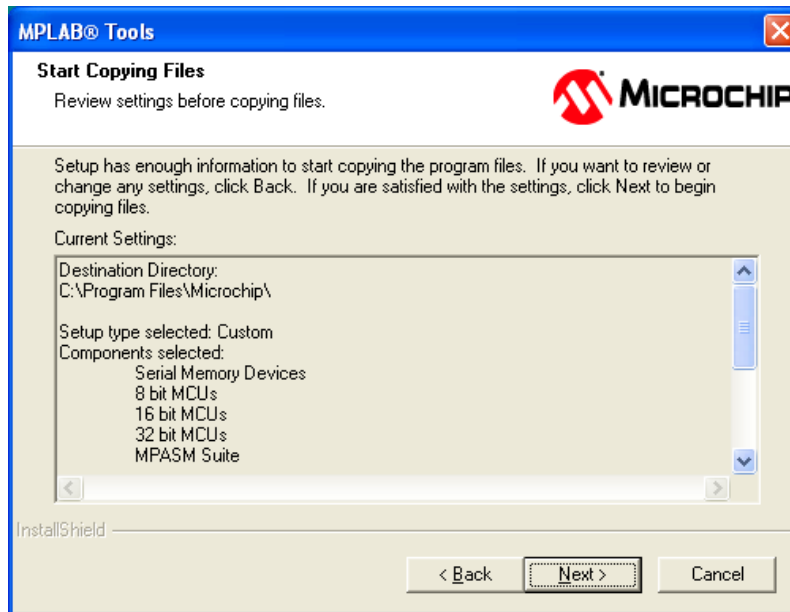 MPLAB® Tools
Start Copying Files
Review settings before copying files.
MICROCHIP
Setup has enough information to start copying the program files. If you want to review or
change any settings, click Back. If you are satisfied with the settings, click Next to begin
copying files.
Current Settings:
Destination Directory:
C:\Program Files\Microchip\
Setup type selected: Custom
Components selected:
Serial Memory Devices
8 bit MCUs
16 bit MCUs
32 bit MCUs
MPASM Suite
InstallShield
< Back
Next >
Cancel